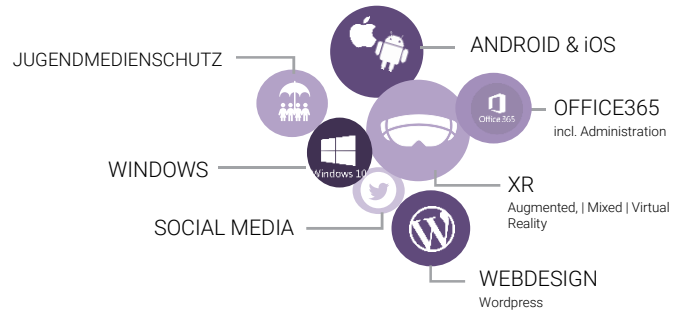 ANDROID & iOS
JUGENDMEDIENSCHUTZ
OFFICE365
incl. Administration
Office 365
WINDOWS
Windows 10
XR
Augmented, | Mixed | Virtual
Reality
SOCIAL MEDIA
WEBDESIGN
Wordpress